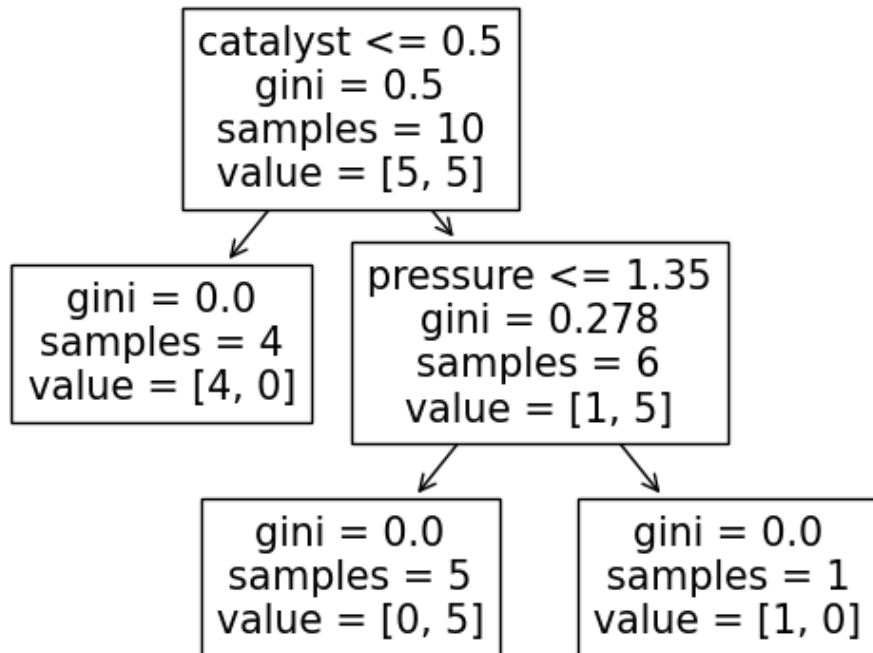 catalyst <= 0.5
gini = 0.5
samples = 10
value = [5, 5]
gini = 0.0
samples = 4
value = [4, 0]
pressure <= 1.35
gini = 0.278
samples = 6
value = [1, 5]
gini = 0.0
samples = 5
value = [0, 5]
gini = 0.0
samples = 1
value = [1, 0]